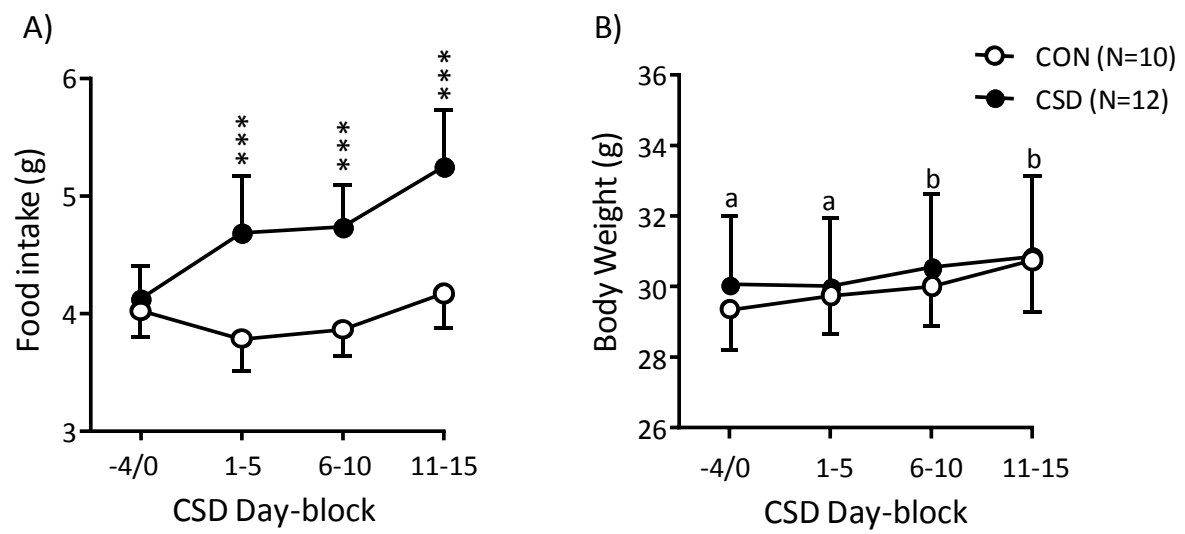 A)
Food intake (g)
6
5
4
3
***
***
***
-4/0 1-5 6-10 11-15
CSD Day-block
B)
CON (N=10)
CSD (N=12)
Body Weight (g)
36
34
32
30
28
26
a a b b
-4/0 1-5 6-10 11-15
CSD Day-block